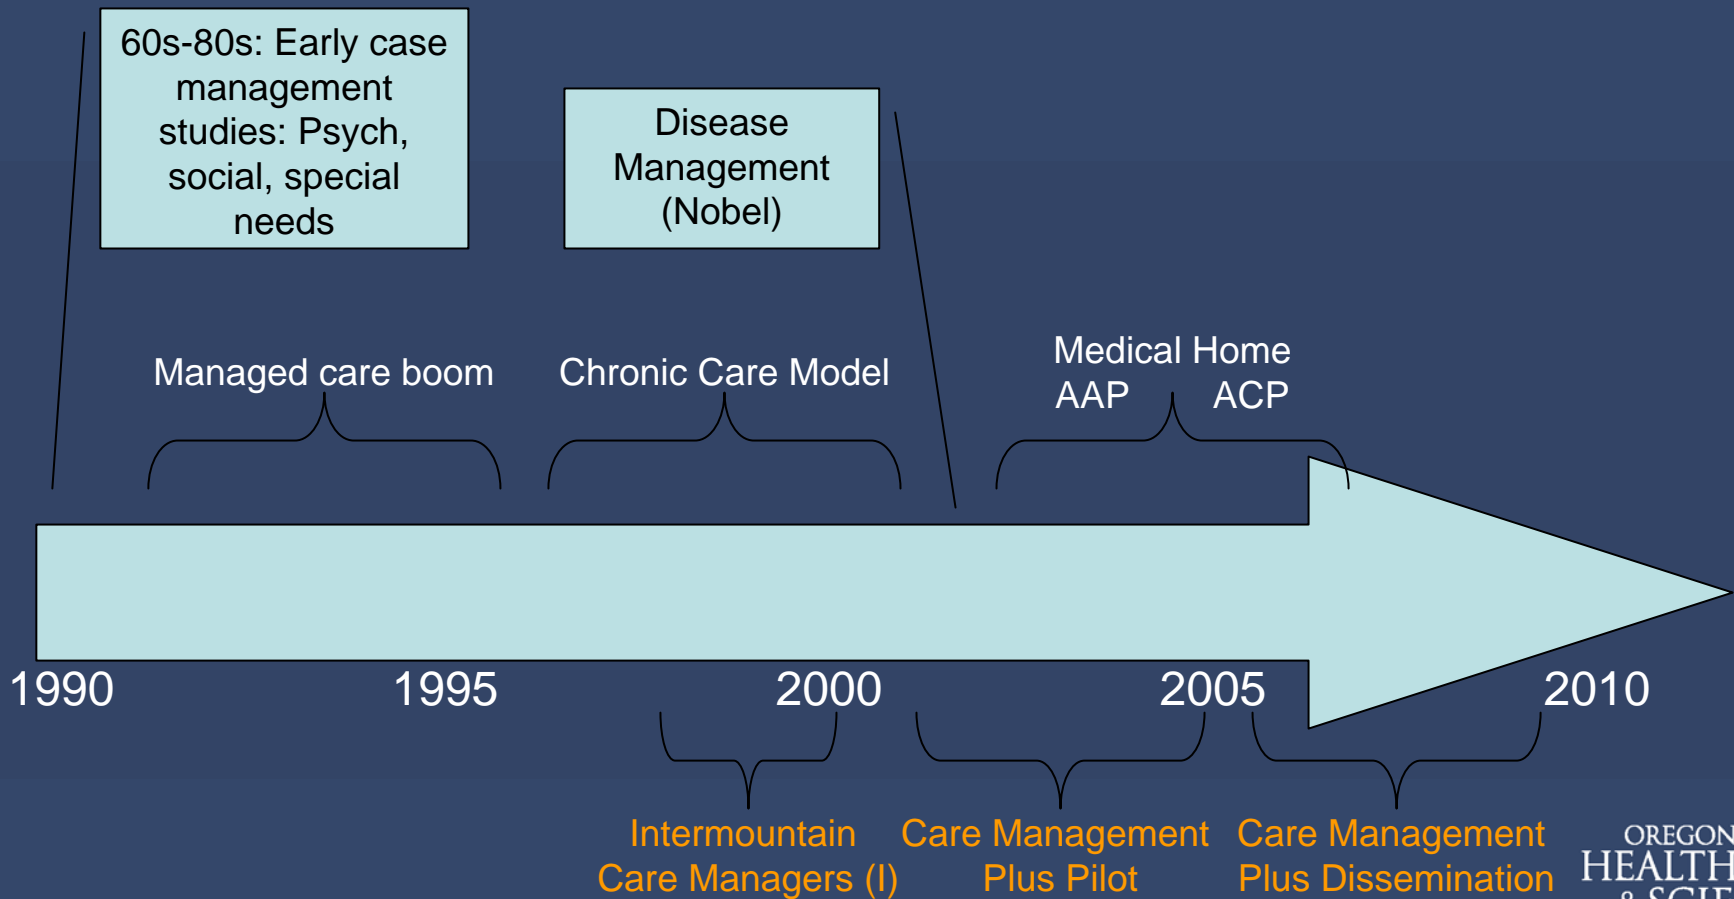 60s-80s: Early case
management
studies: Psych,
social, special
needs
Disease
Management
(Nobel)
Managed care boom
Chronic Care Model
Medical Home
AAP ACP
1990 1995 2000 2005 2010
Intermountain
Care Managers (I)
Care Management
Plus Pilot
Care Management
Plus Dissemination
OREGON
HEALTH